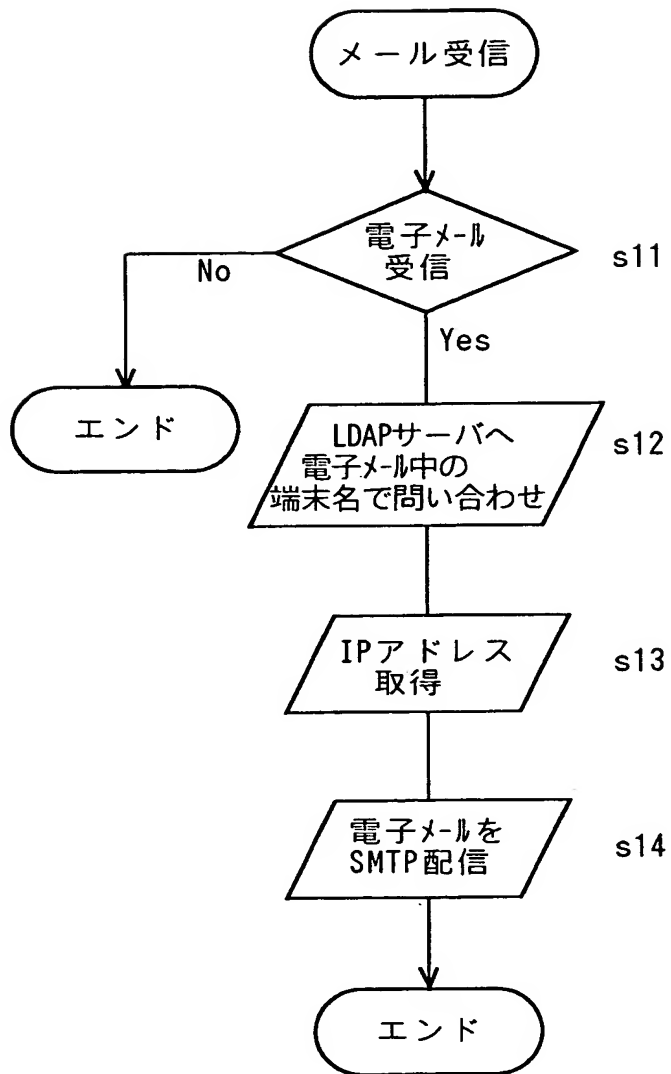 メール受信
電子メール
受信
s11
No
Yes
エンド
LDAPサーバへ
電子メール中の
端末名で問い合わせ
s12
IPアドレス
取得
s13
電子メールを
SMTP配信
s14
エンド